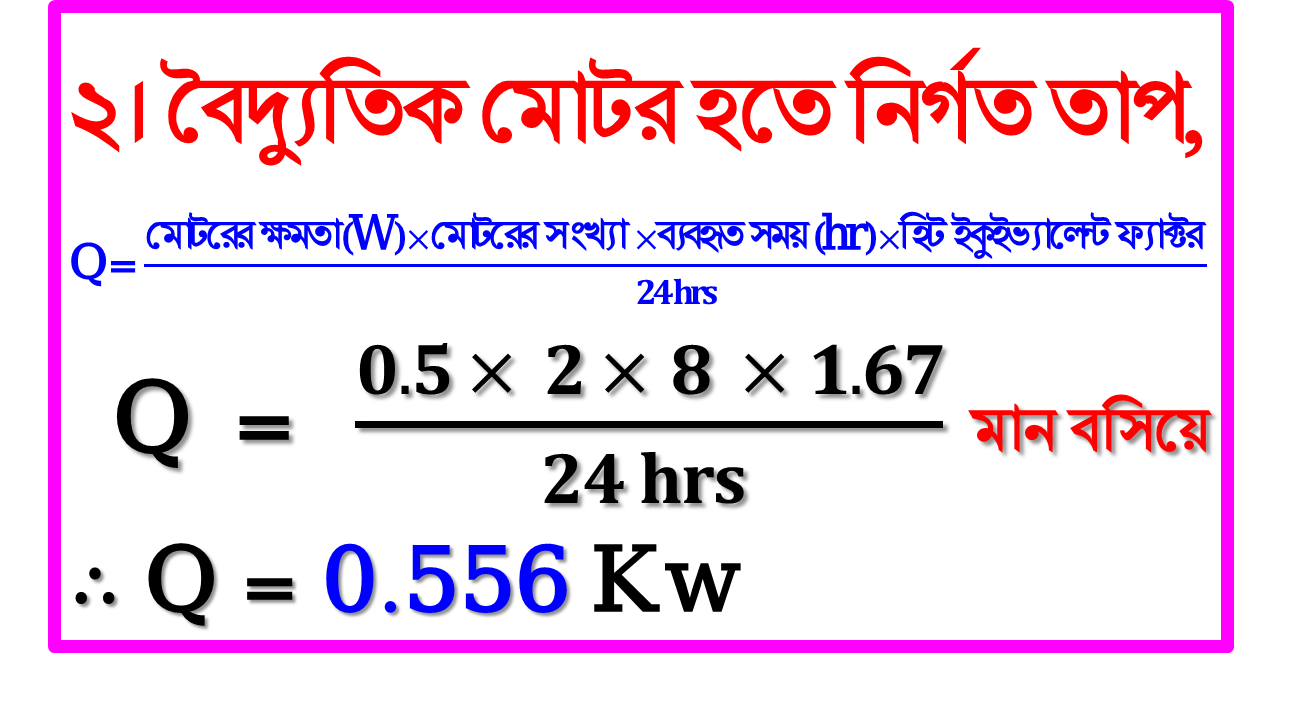 ২। বৈদ্যুতিক মোটর হতে নির্গত তাপ,
Q= মোটরের ক্ষমতা(W)×মোটরের সংখ্যা ×ব্যবহৃত সময় (hr)×হিট ইকুইভ্যালেন্ট ফ্যাক্টর
24hrs
Q = 0.5 × 2 × 8 × 1.67
24 hrs
মান বসিয়ে
∴ Q = 0.556 Kw